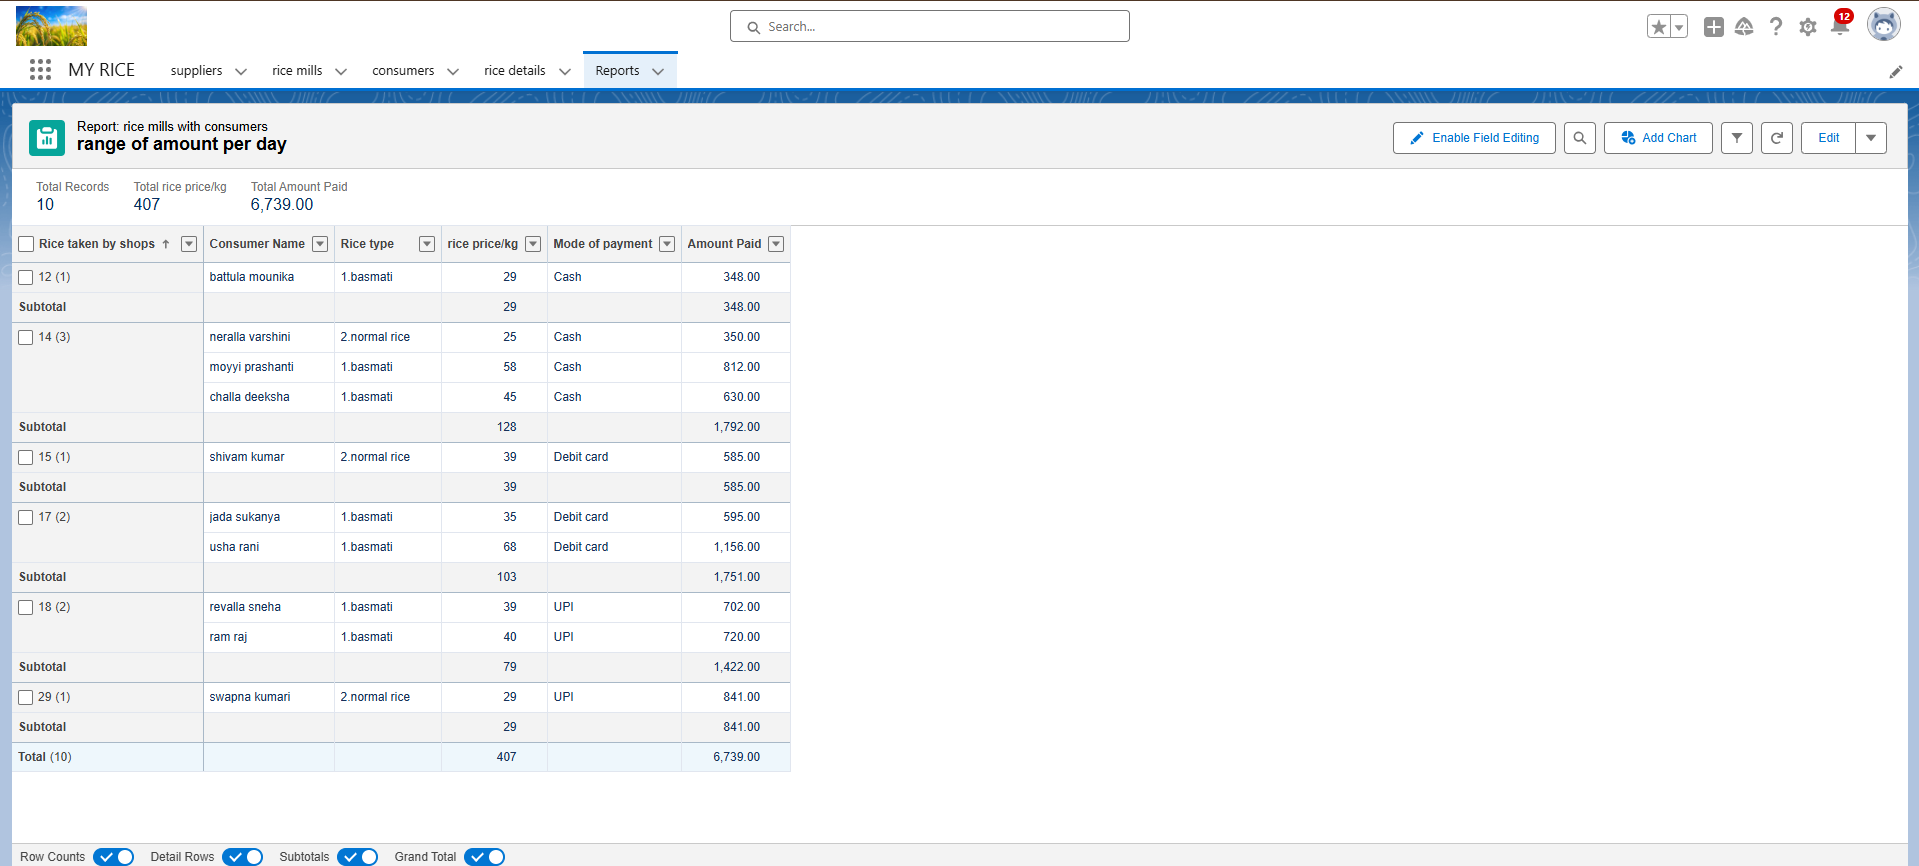 Search...
12
MY RICE suppliers rice mills consumers rice details Reports
Report: rice mills with consumers
range of amount per day
Enable Field Editing Add Chart Edit
Total Records Total rice price/kg Total Amount Paid
10 407 6,739.00
Rice taken by shops ↑ Consumer Name Rice type rice price/kg Mode of payment Amount Paid
12 (1) battula mounika 1.basmati 29 Cash 348.00
Subtotal 29 348.00
14 (3) neralla varshini 2.normal rice 25 Cash 350.00
moyyi prashanti 1.basmati 58 Cash 812.00
challa deeksha 1.basmati 45 Cash 630.00
Subtotal 128 1,792.00
15 (1) shivam kumar 2.normal rice 39 Debit card 585.00
Subtotal 39 585.00
17 (2) jada sukanya 1.basmati 35 Debit card 595.00
usha rani 1.basmati 68 Debit card 1,156.00
Subtotal 103 1,751.00
18 (2) revalla sneha 1.basmati 39 UPI 702.00
ram raj 1.basmati 40 UPI 720.00
Subtotal 79 1,422.00
29 (1) swapna kumari 2.normal rice 29 UPI 841.00
Subtotal 29 841.00
Total (10) 407 6,739.00
Row Counts Detail Rows Subtotals Grand Total